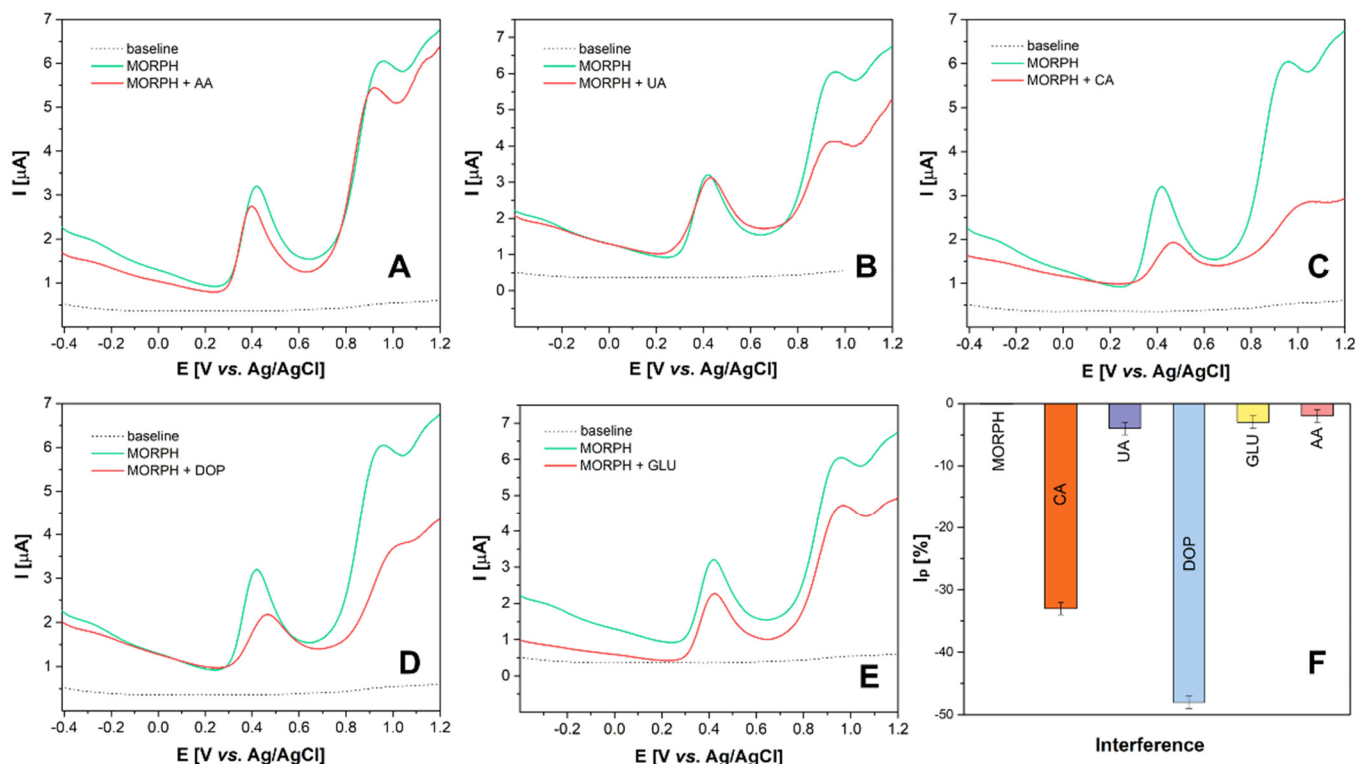 7
6
5
4
3
2
1
I [µA]
baseline
MORPH
MORPH + AA
A
-0.4 -0.2 0.0 0.2 0.4 0.6 0.8 1.0 1.2
E [V vs. Ag/AgCl]
7
6
5
4
3
2
1
0
I [µA]
baseline
MORPH
MORPH + UA
B
-0.2 0.0 0.2 0.4 0.6 0.8 1.0 1.2
E [V vs. Ag/AgCl]
7
6
5
4
3
2
1
I [µA]
baseline
MORPH
MORPH + CA
C
-0.4 -0.2 0.0 0.2 0.4 0.6 0.8 1.0 1.2
E [V vs. Ag/AgCl]
7
6
5
4
3
2
1
I [µA]
baseline
MORPH
MORPH + DOP
D
-0.4 -0.2 0.0 0.2 0.4 0.6 0.8 1.0 1.2
E [V vs. Ag/AgCl]
7
6
5
4
3
2
1
0
I [µA]
baseline
MORPH
MORPH + GLU
E
-0.2 0.0 0.2 0.4 0.6 0.8 1.0 1.2
E [V vs. Ag/AgCl]
0
-10
-20
-30
-40
-50
Ip [%]
MORPH
CA
UA
DOP
GLU
AA
F
Interference